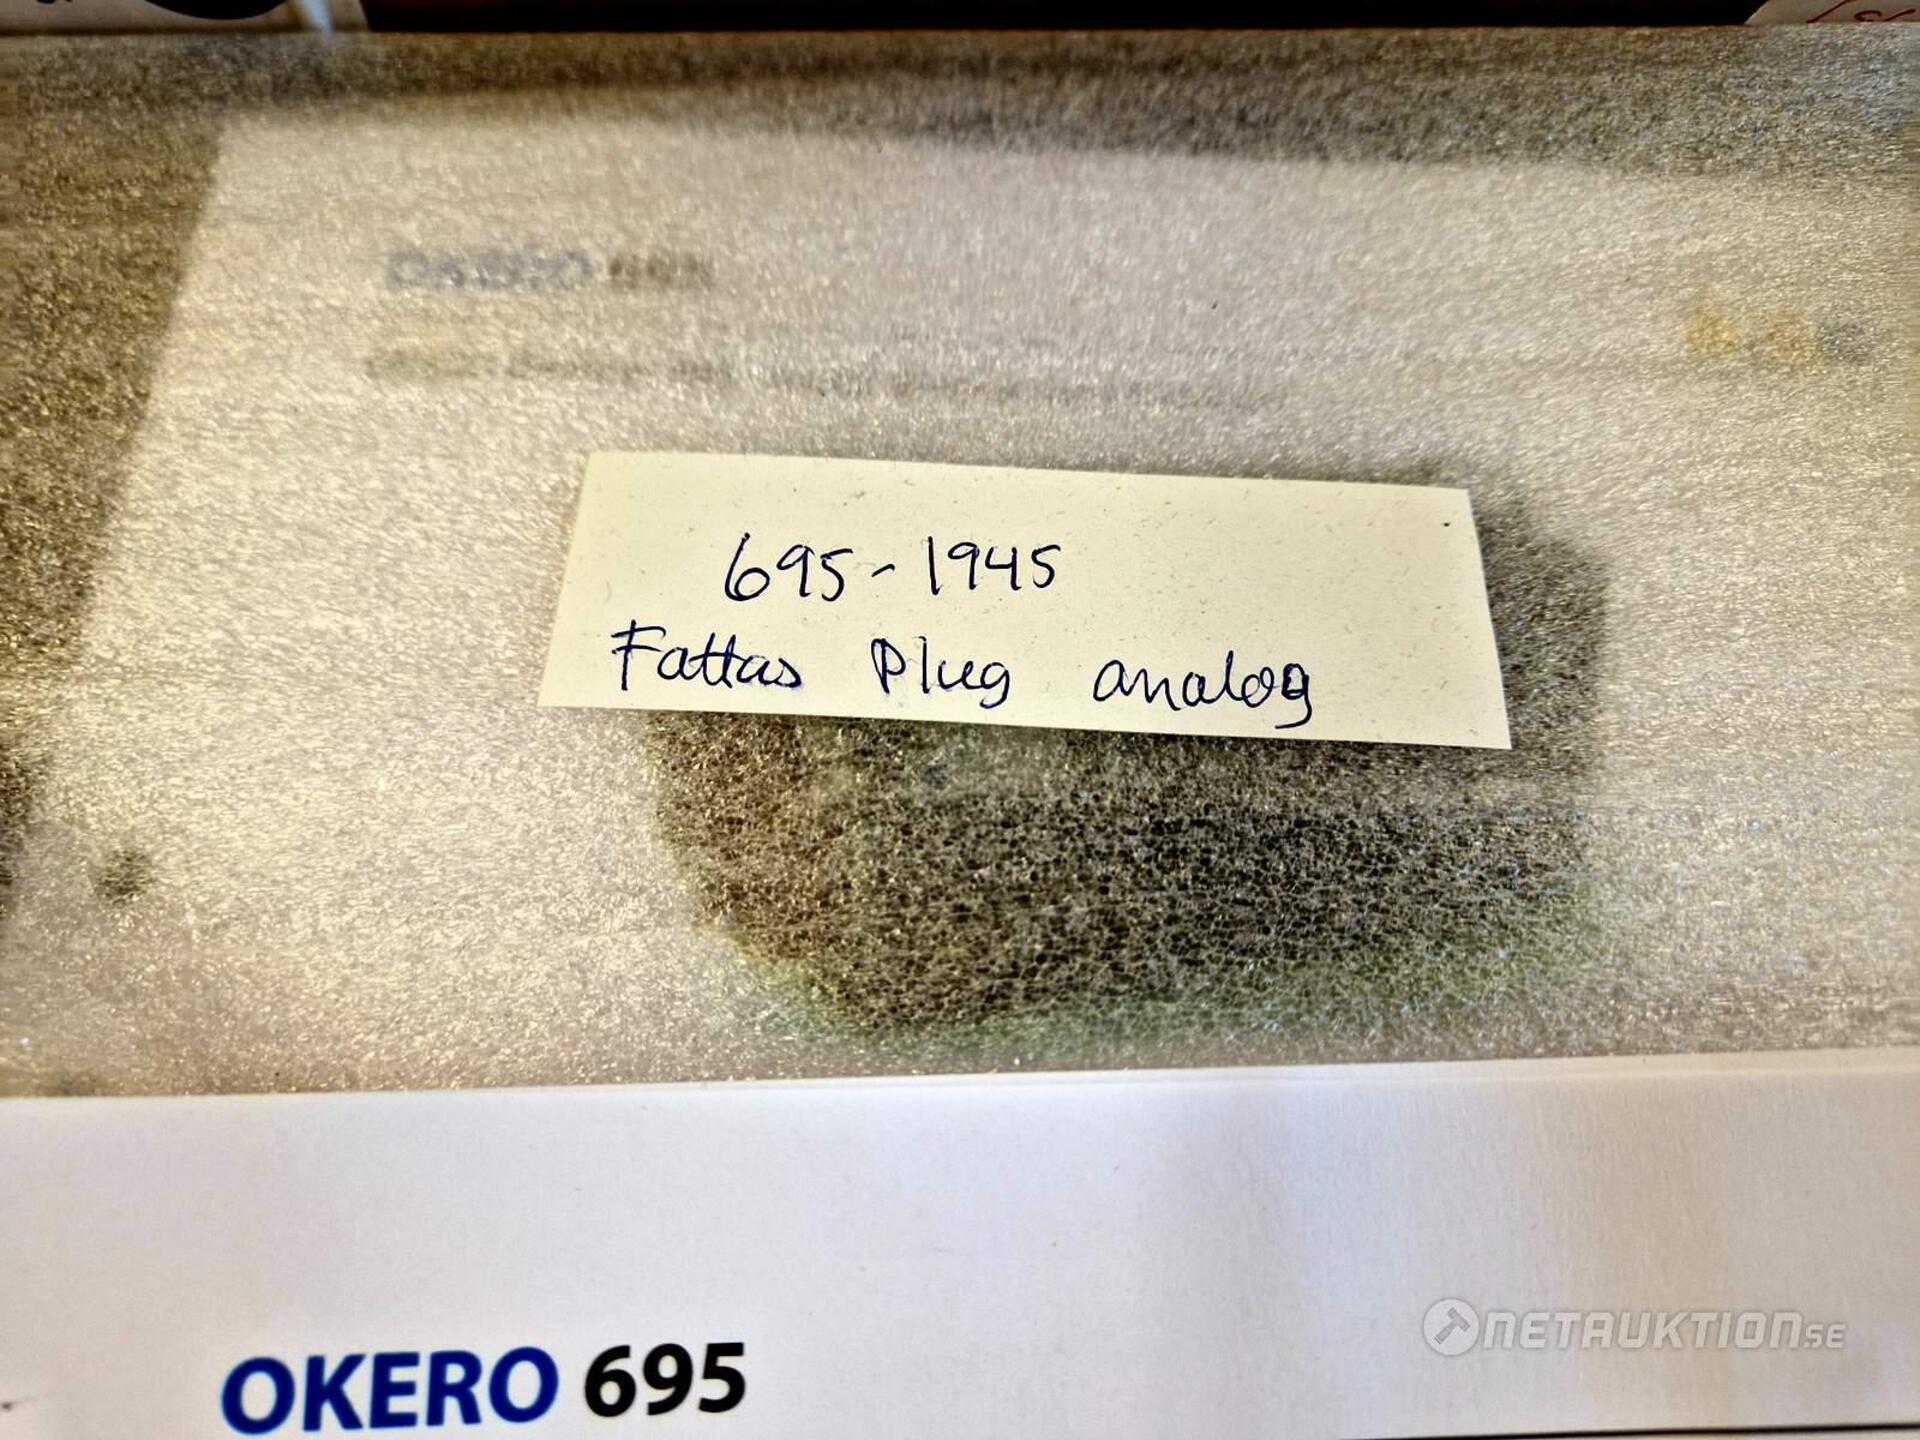 695-1945
Fattas Plug analog
OKERO 695
NETAUKTION.SE